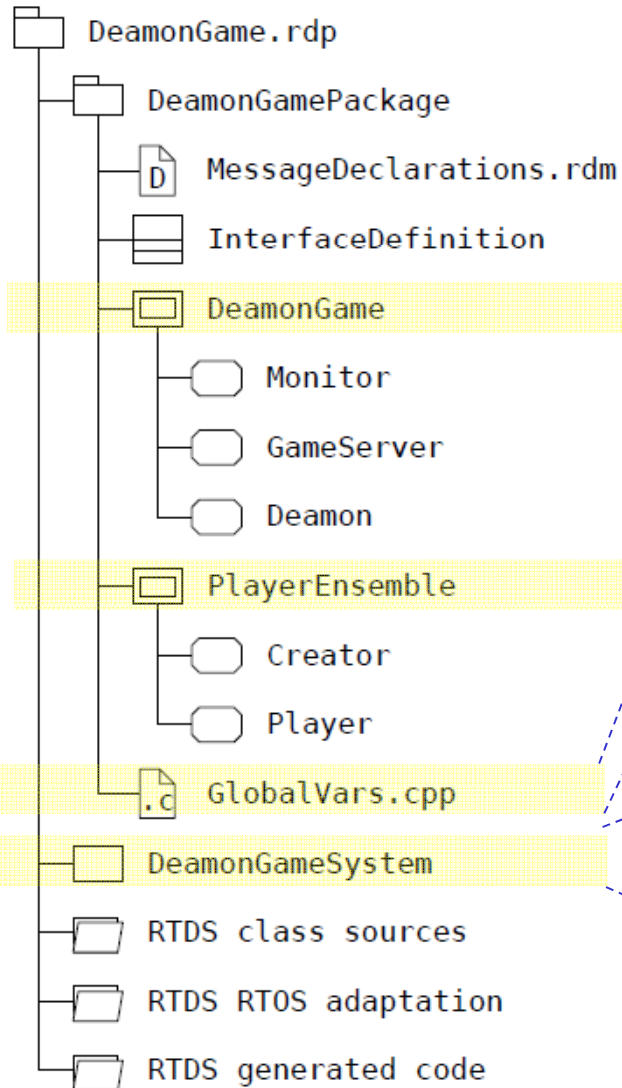 DeamonGame.rdp
DeamonGamePackage
D MessageDeclarations.rdm
InterfaceDefinition
DeamonGame
Monitor
GameServer
Deamon
PlayerEnsemble
Creator
Player
.c GlobalVars.cpp
DeamonGameSystem
RTDS class sources
RTDS RTOS adaptation
RTDS generated code